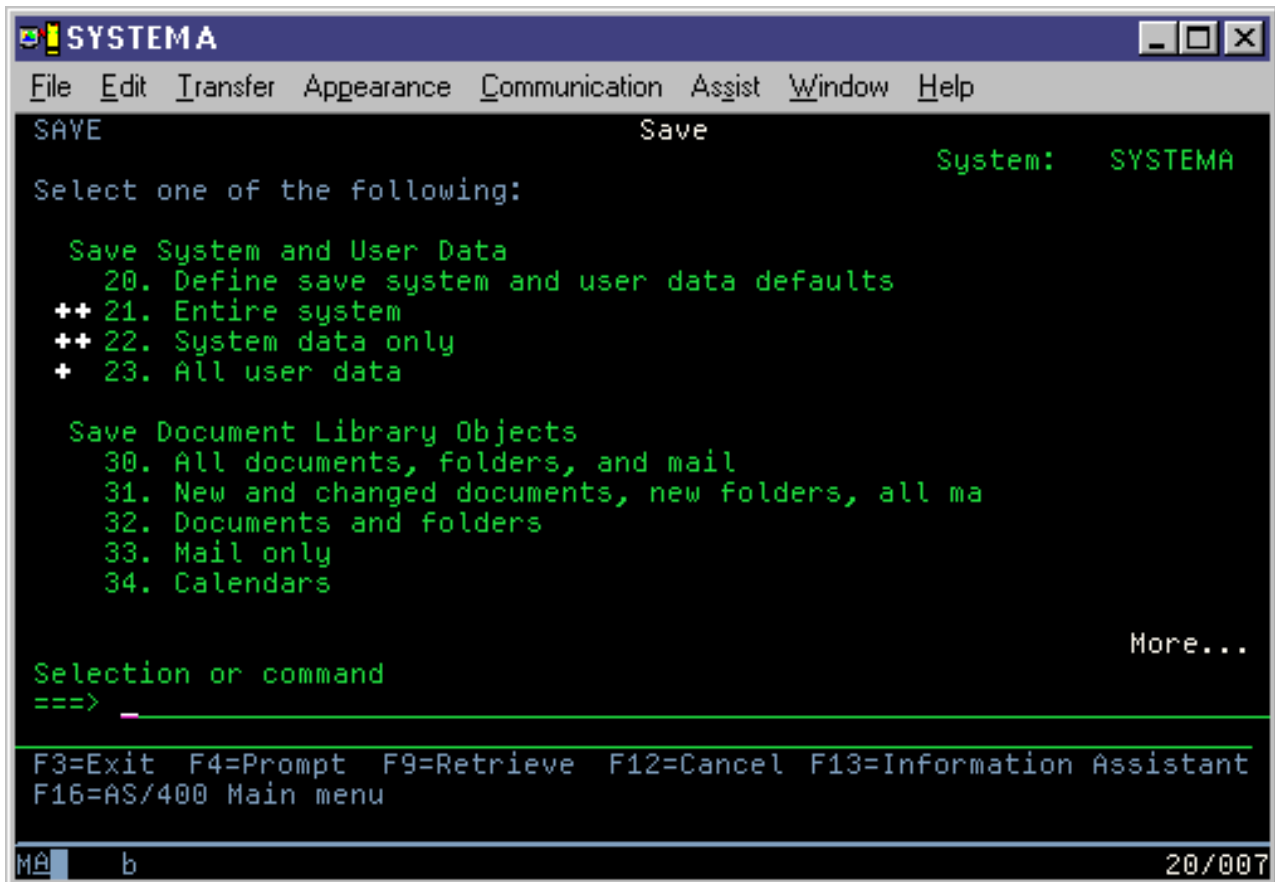 SYSTEMA
File Edit Transfer Appearance Communication Assist Window Help
SAVE Save
System: SYSTEMA
Select one of the following:
Save System and User Data
20. Define save system and user data defaults
++ 21. Entire system
++ 22. System data only
+ 23. All user data
Save Document Library Objects
30. All documents, folders, and mail
31. New and changed documents, new folders, all ma
32. Documents and folders
33. Mail only
34. Calendars
More...
Selection or command
===> _
F3=Exit F4=Prompt F9=Retrieve F12=Cancel F13=Information Assistant
F16=AS/400 Main menu
MA b 20/007